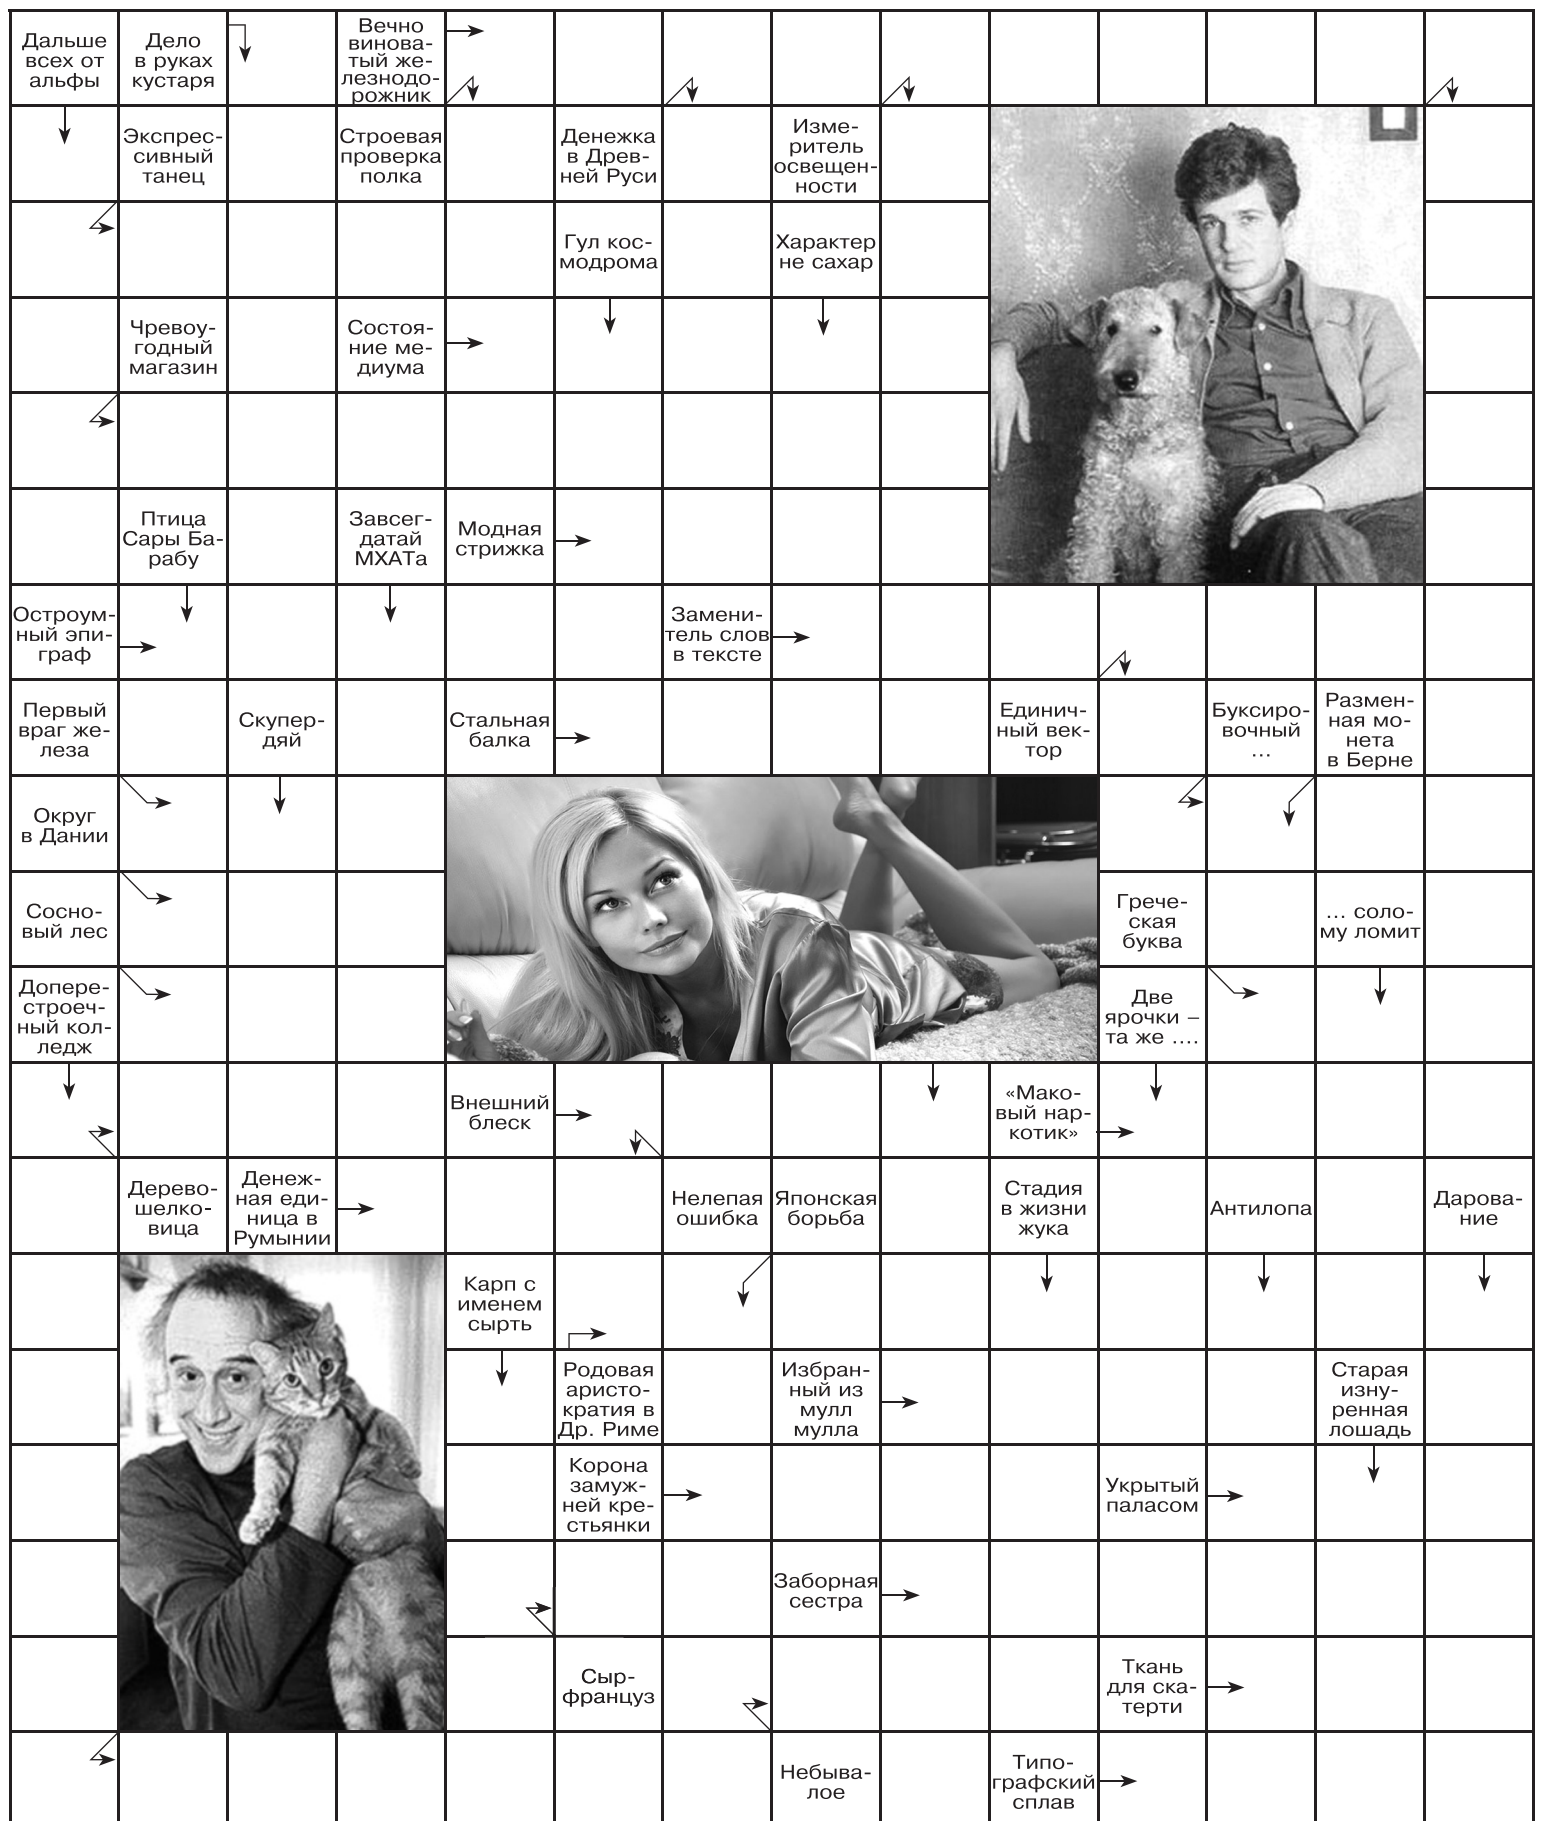 Дальше
всех от
альфы
Дело
в руках
кустаря
Вечно
винова-
тый же-
лезнодо-
рожник
Экспрес-
сивный
танец
Строевая
проверка
полка
Денежка
в Древ-
ней Руси
Изме-
ритель
освещен-
ности
Гул кос-
модрома
Характер
не сахар
Чревоу-
годный
магазин
Состоя-
ние ме-
диума
Птица
Сары Ба-
рабу
Завсег-
датай
МХАТа
Модная
стрижка
Остроум-
ный эпи-
граф
Замени-
тель слов
в тексте
Первый
враг же-
леза
Скупер-
дяй
Стальная
балка
Единич-
ный век-
тор
Буксиро-
вочный
...
Размен-
ная мо-
нета
в Берне
Округ
в Дании
Сосно-
вый лес
Грече-
ская
буква
... соло-
му ломит
Допере-
строеч-
ный кол-
ледж
Две
ярочки –
та же ....
Внешний
блеск
«Мако-
вый нар-
котик»
Дерево-
шелко-
вица
Денеж-
ная еди-
ница в
Румынии
Нелепая
ошибка
Японская
борьба
Стадия
в жизни
жука
Антилопа
Дарова-
ние
Карп с
именем
сырть
Родовая
аристо-
кратия в
Др. Риме
Избран-
ный из
мулл
мулла
Старая
изну-
ренная
лошадь
Корона
замуж-
ней кре-
стьянки
Укрытый
паласом
Заборная
сестра
Сыр-
француз
Ткань
для ска-
терти
Небыва-
лое
Типо-
графский
сплав